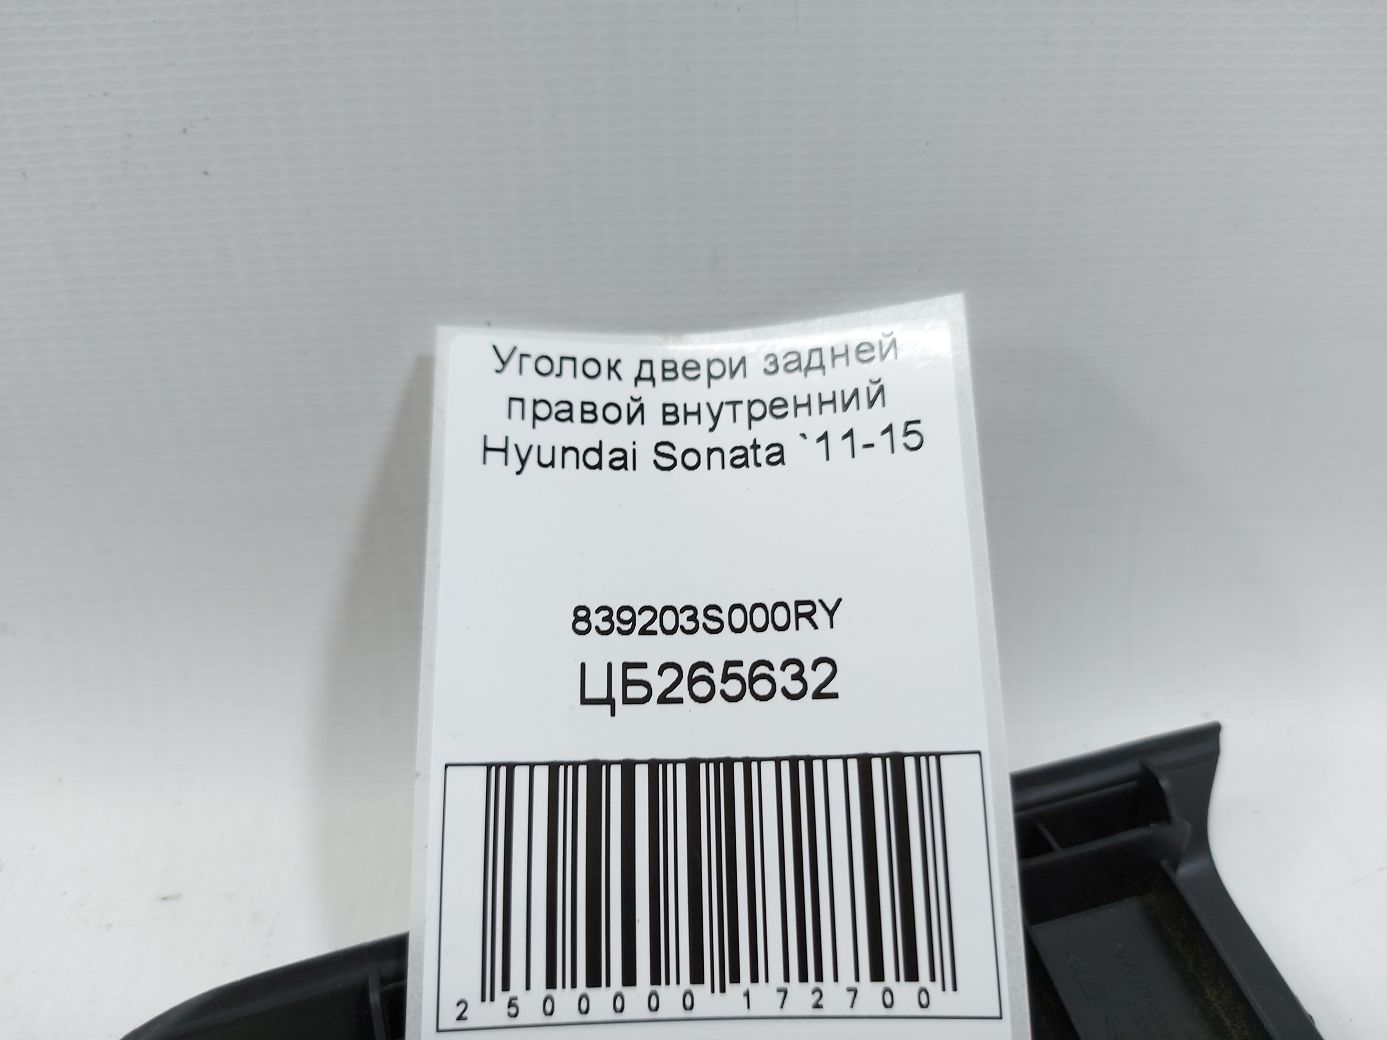 Уголок двери задней
правой внутренний
Hyundai Sonata `11-15
839203S000RY
ЦБ265632
2 500000 172700